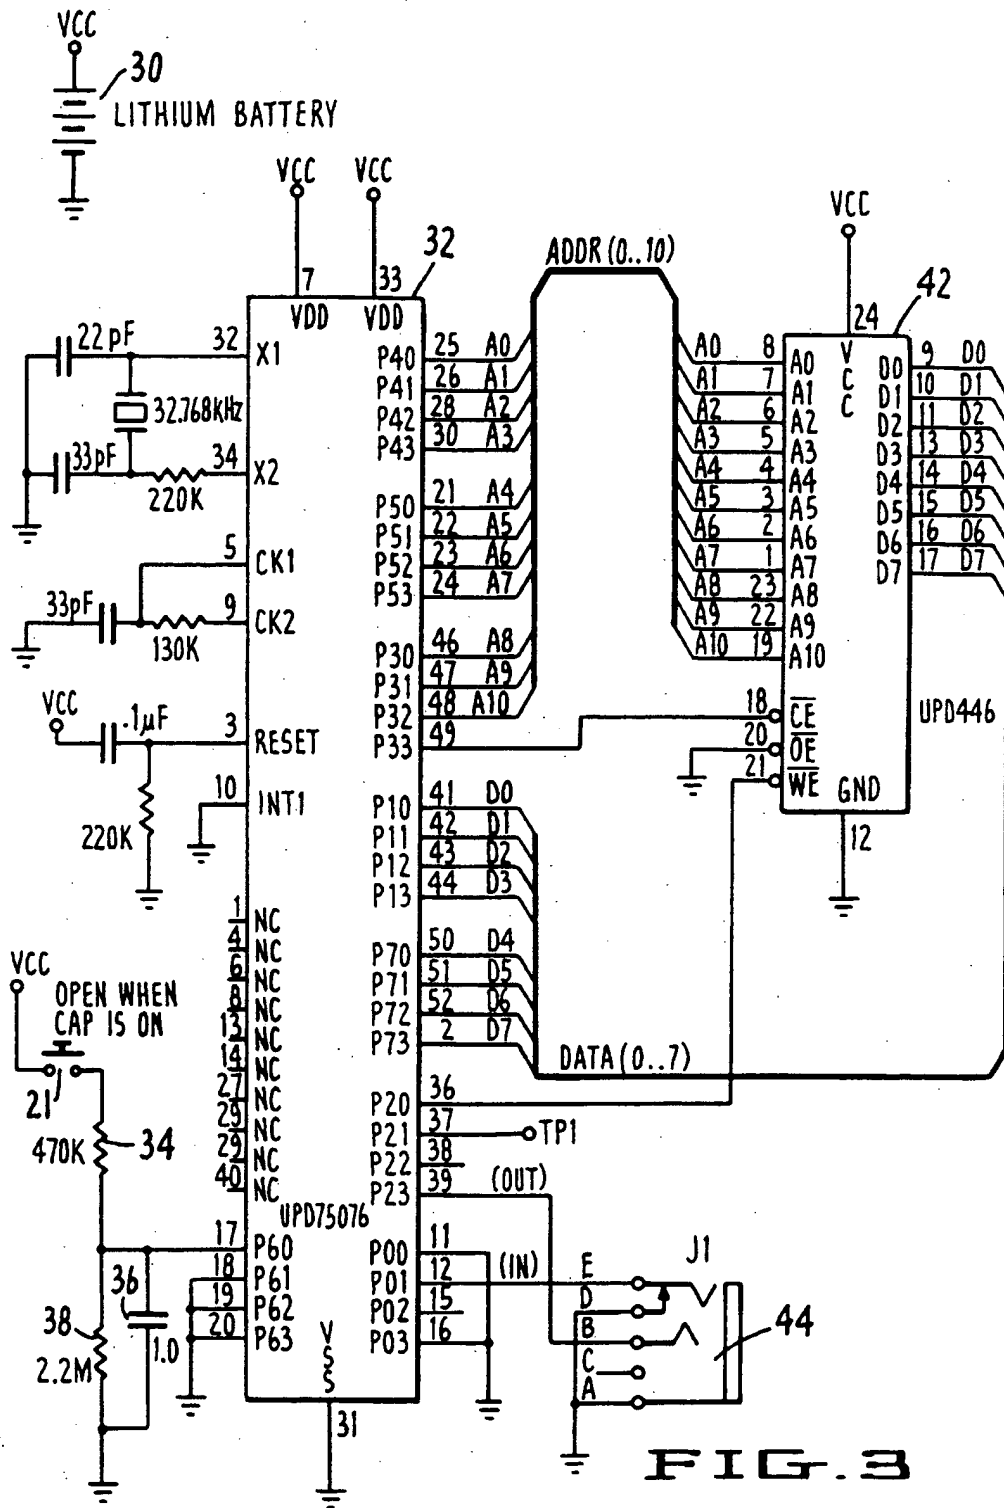 VCC
30
LITHIUM BATTERY
VCC
VCC
7
33
32
VDD
VDD
22pF
32
X1
32.768KHz
33pF
34
X2
220K
5
CK1
33pF
9
CK2
130K
VCC
.1µF
3
RESET
10
INT1
220K
1 NC
4 NC
6 NC
8 NC
13 NC
14 NC
27 NC
29 NC
40 NC
VCC
OPEN WHEN
CAP IS ON
21
470K
34
UPD75076
17 P60
18 P61
19 P62
20 P63
36
1.0
38
2.2M
VSS
31
P40 25 A0
P41 26 A1
P42 28 A2
P43 30 A3
P50 21 A4
P51 22 A5
P52 23 A6
P53 24 A7
P30 46 A8
P31 47 A9
P32 48 A10
P33 49
P10 41 D0
P11 42 D1
P12 43 D2
P13 44 D3
P70 50 D4
P71 51 D5
P72 52 D6
P73 2 D7
P20 36
P21 37 TP1
P22 38
P23 39 (OUT)
P00 11
P01 12 (IN)
P02 15
P03 16
ADDR (0..10)
DATA (0..7)
VCC
24
42
VCC
A0 8 A0
A1 7 A1
A2 6 A2
A3 5 A3
A4 4 A4
A5 3 A5
A6 2 A6
A7 1 A7
A8 23 A8
A9 22 A9
A10 19 A10
18 CE
20 OE
21 WE
D0 9 D0
D1 10 D1
D2 11 D2
D3 13 D3
D4 14 D4
D5 15 D5
D6 16 D6
D7 17 D7
UPD446
GND
12
J1
E
D
B
C
A
44
FIG.3